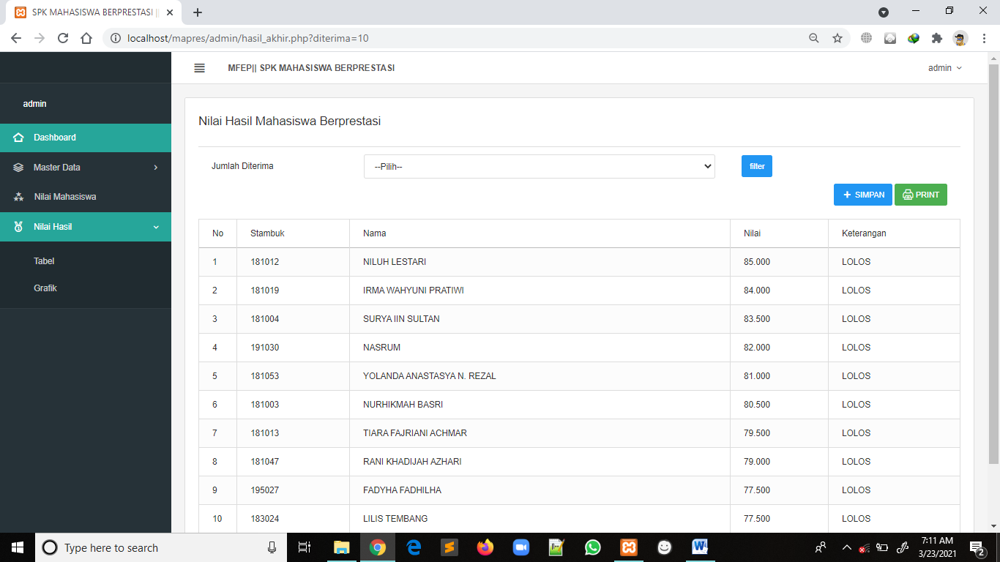 SPK MAHASISWA BERPRESTASI ||
localhost/mapres/admin/hasil_akhir.php?diterima=10
MFEP|| SPK MAHASISWA BERPRESTASI
admin
admin
Dashboard
Master Data
Nilai Mahasiswa
Nilai Hasil
Tabel
Grafik
Nilai Hasil Mahasiswa Berprestasi
Jumlah Diterima --Pilih-- filter
+ SIMPAN PRINT
No Stambuk Nama Nilai Keterangan
1 181012 NILUH LESTARI 85.000 LOLOS
2 181019 IRMA WAHYUNI PRATIWI 84.000 LOLOS
3 181004 SURYA IIN SULTAN 83.500 LOLOS
4 191030 NASRUM 82.000 LOLOS
5 181053 YOLANDA ANASTASYA N. REZAL 81.000 LOLOS
6 181003 NURHIKMAH BASRI 80.500 LOLOS
7 181013 TIARA FAJRIANI ACHMAR 79.500 LOLOS
8 181047 RANI KHADIJAH AZHARI 79.000 LOLOS
9 195027 FADYHA FADHILHA 77.500 LOLOS
10 183024 LILIS TEMBANG 77.500 LOLOS
Type here to search
7:11 AM
3/23/2021
2